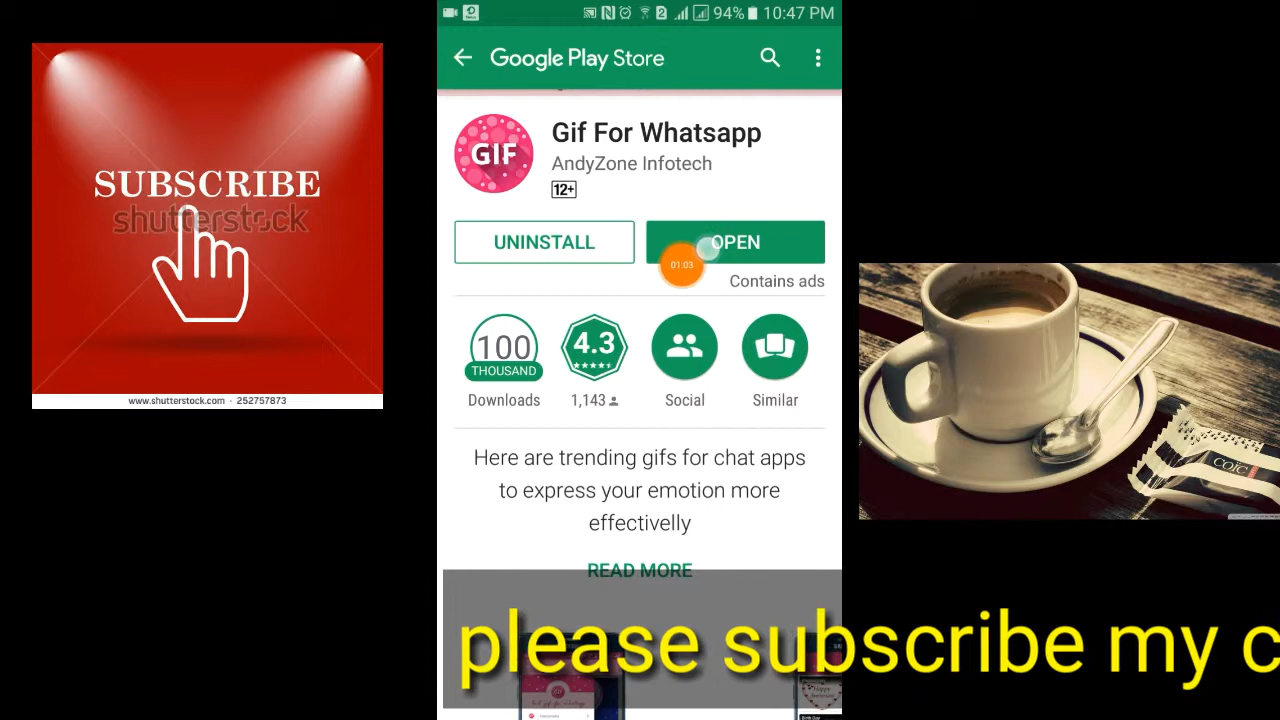 SUBSCRIBE
shutterstock
www.shutterstock.com · 252757873
94% 10:47 PM
Google Play Store
GIF
Gif For Whatsapp
AndyZone Infotech
12+
UNINSTALL
OPEN
01:03
Contains ads
100
THOUSAND
4.3
Downloads
1,143
Social
Similar
Here are trending gifs for chat apps
to express your emotion more
effectivelly
READ MORE
please subscribe my c
COIC